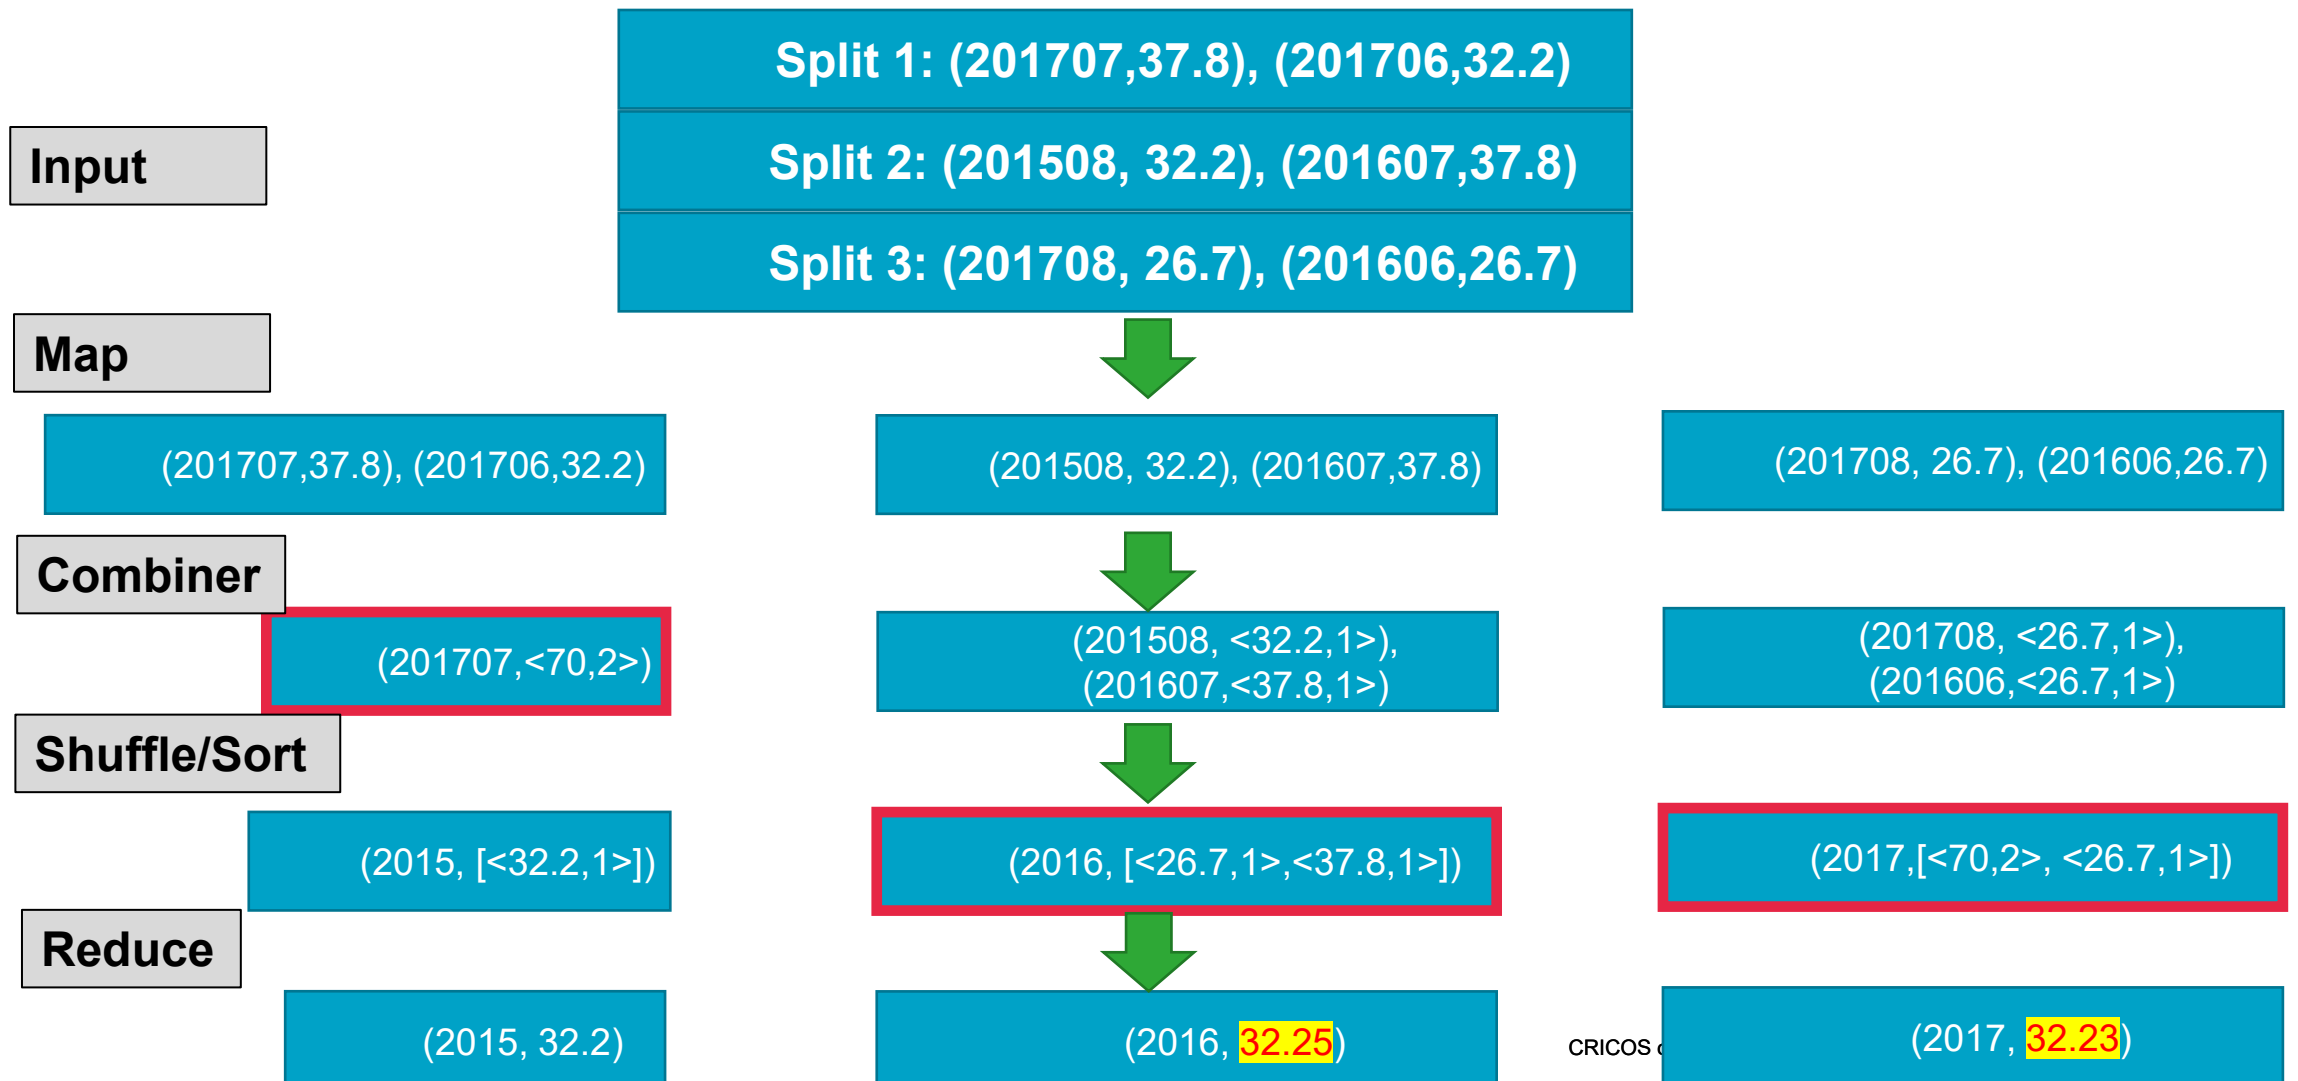 Split 1: (201707,37.8), (201706,32.2)
Input
Split 2: (201508, 32.2), (201607,37.8)
Split 3: (201708, 26.7), (201606,26.7)
Map
(201707,37.8), (201706,32.2)
(201508, 32.2), (201607,37.8)
(201708, 26.7), (201606,26.7)
Combiner
(201707,<70,2>)
(201508, <32.2,1>),
(201607,<37.8,1>)
(201708, <26.7,1>),
(201606,<26.7,1>)
Shuffle/Sort
(2015, [<32.2,1>])
(2016, [<26.7,1>,<37.8,1>])
(2017,[<70,2>, <26.7,1>])
Reduce
(2015, 32.2)
(2016, 32.25)
CRICOS
(2017, 32.23)